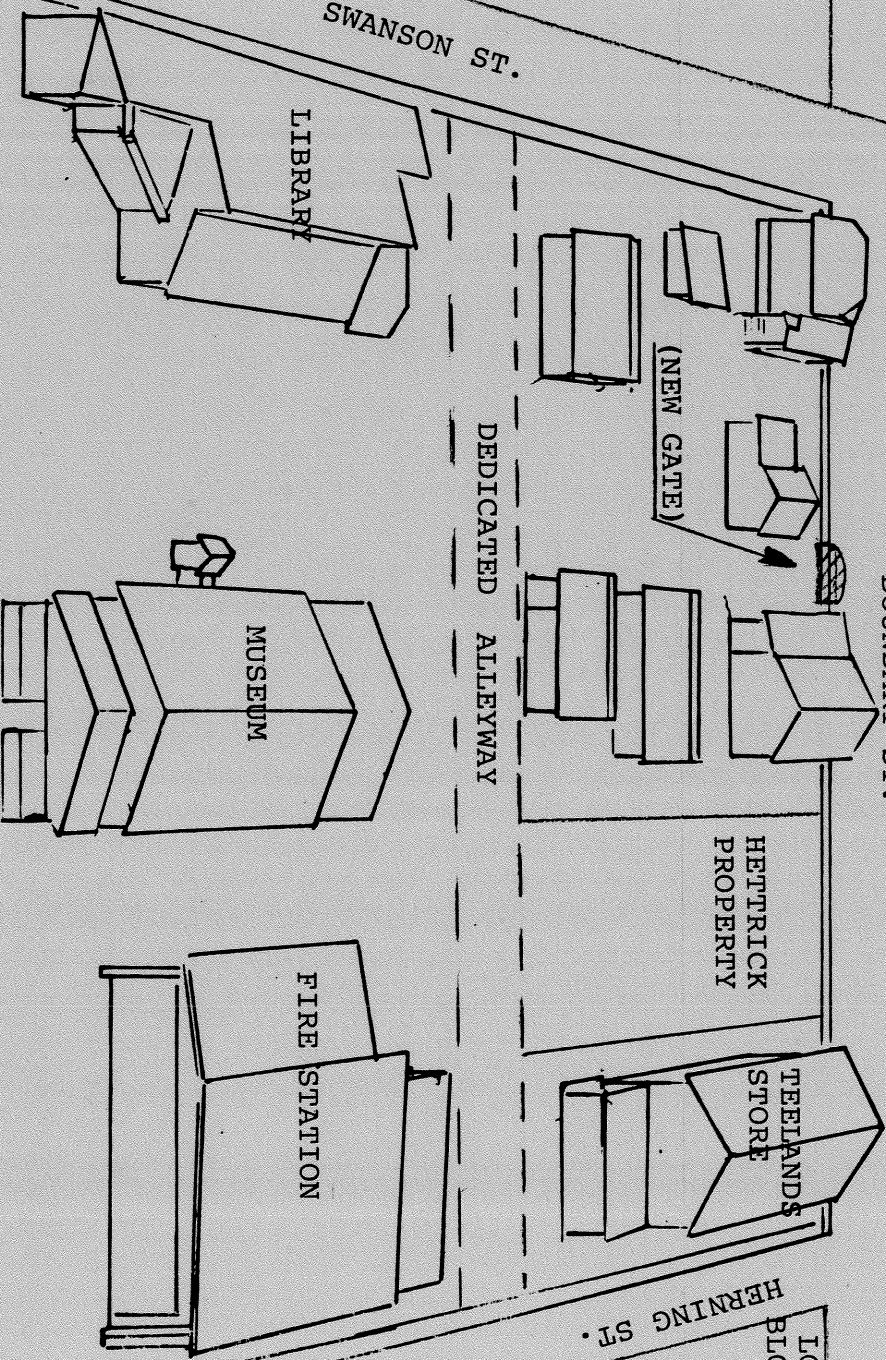 SWANSON ST.
LIBRARY
(NEW GATE)
DEDICATED ALLEYWAY
MUSEUM
HETTRICK
PROPERTY
FIRE STATION
TEELANDS
STORE
HERNING ST.